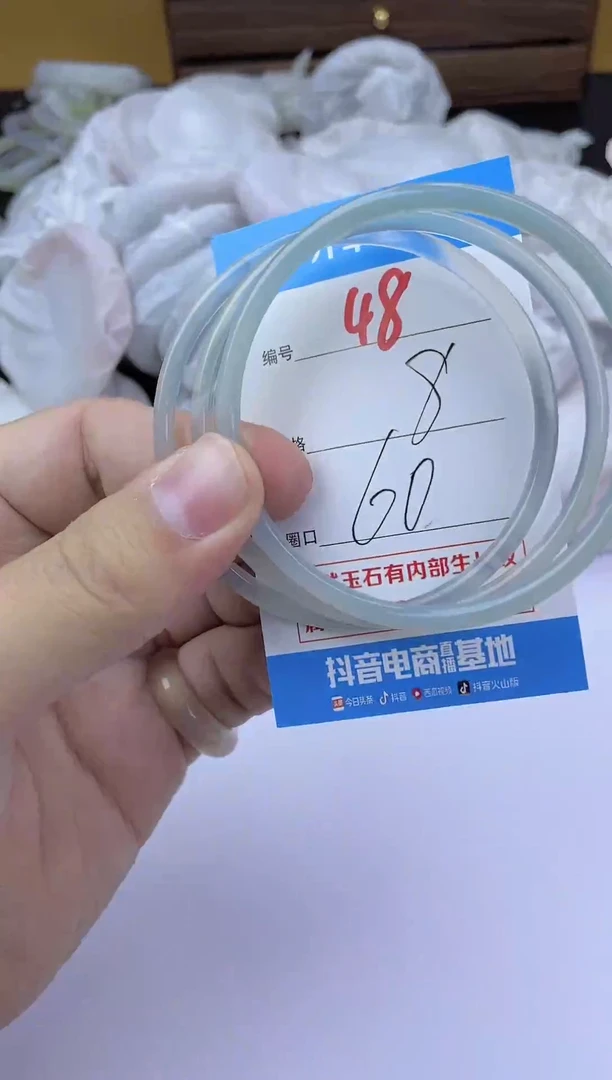 编号 48
格 8
圈口 60
玉石有内部生
抖音电商直播基地
今日头条 抖音 西瓜视频 抖音火山版